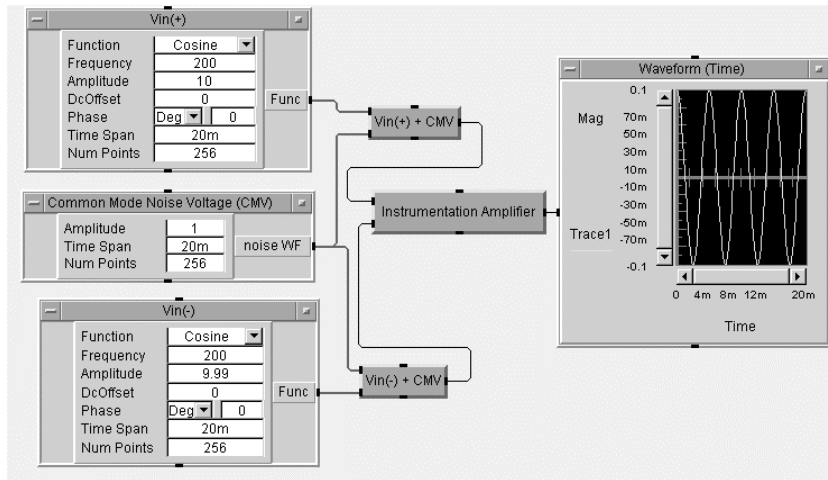 Vin(+)
Function Cosine
Frequency 200
Amplitude 10
DcOffset 0
Phase Deg 0
Time Span 20m
Num Points 256
Func
Common Mode Noise Voltage (CMV)
Amplitude 1
Time Span 20m
Num Points 256
noise WF
Vin(-)
Function Cosine
Frequency 200
Amplitude 9.99
DcOffset 0
Phase Deg 0
Time Span 20m
Num Points 256
Func
Vin(+) + CMV
Instrumentation Amplifier
Vin(-) + CMV
Waveform (Time)
Mag
Trace1
0.1
70m
50m
30m
10m
-10m
-30m
-50m
-70m
-0.1
0 4m 8m 12m 20m
Time